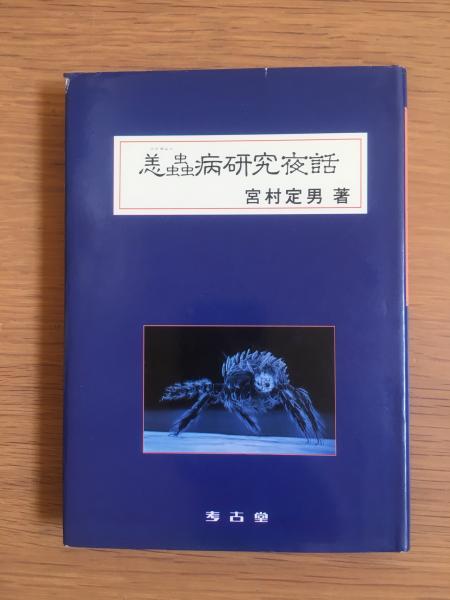 恙蟲病研究夜話
宮村定男 著
考古堂